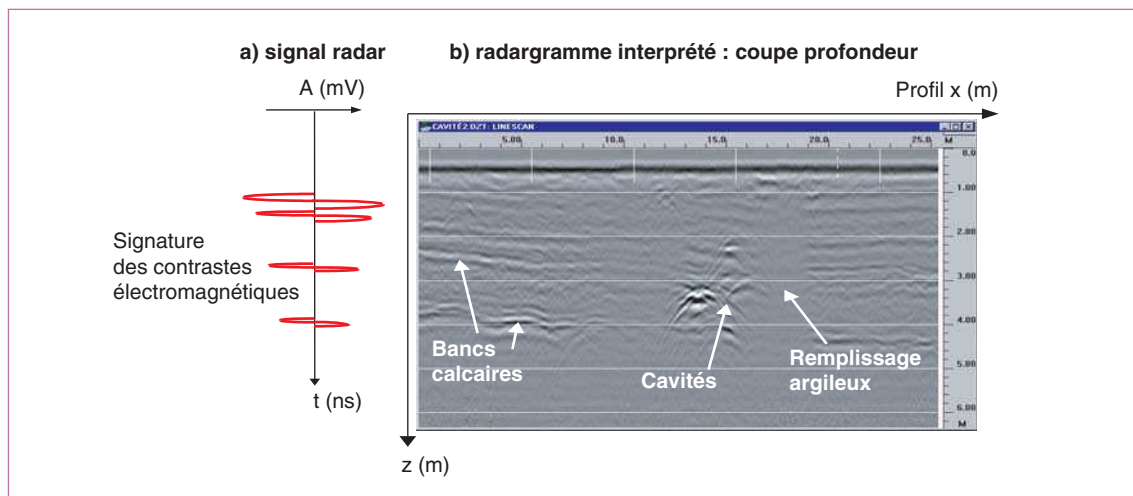 a) signal radar
b) radargramme interprété : coupe profondeur
A (mV)
Profil x (m)
CAVITÉ2.DZT: LINESCAN
5.00 10.0 15.0 20.0 25.0 M
0.0
1.00
2.00
3.00
4.00
5.00
6.00
M
Signature
des contrastes
électromagnétiques
t (ns)
Bancs
calcaires
Cavités
Remplissage
argileux
z (m)